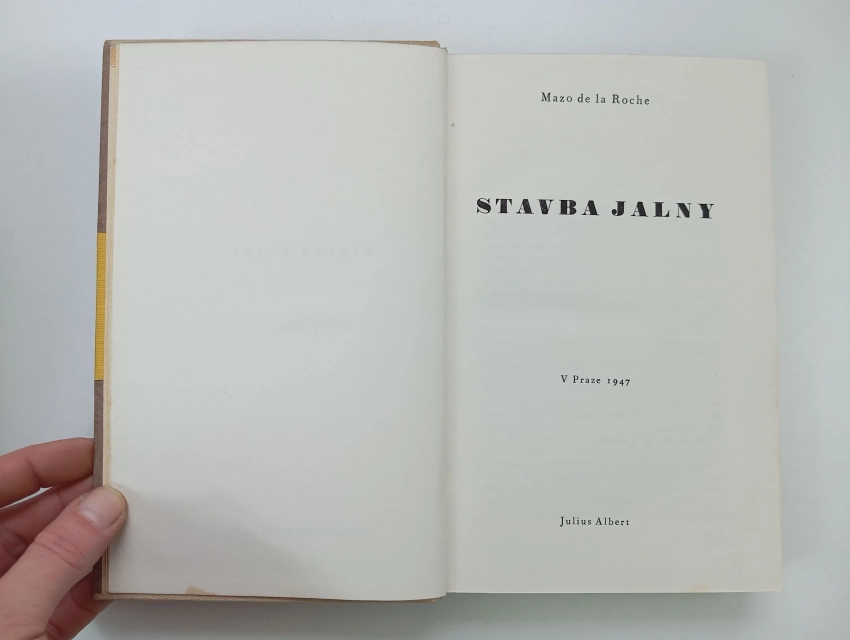 Mazo de la Roche
STAVBA JALNY
V Praze 1947
Julius Albert